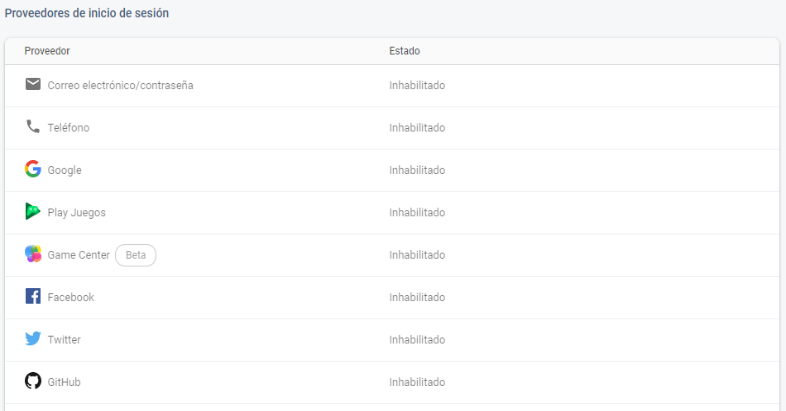 Proveedores de inicio de sesión
Proveedor Estado
Correo electrónico/contraseña Inhabilitado
Teléfono Inhabilitado
Google Inhabilitado
Play Juegos Inhabilitado
Game Center Beta Inhabilitado
Facebook Inhabilitado
Twitter Inhabilitado
GitHub Inhabilitado